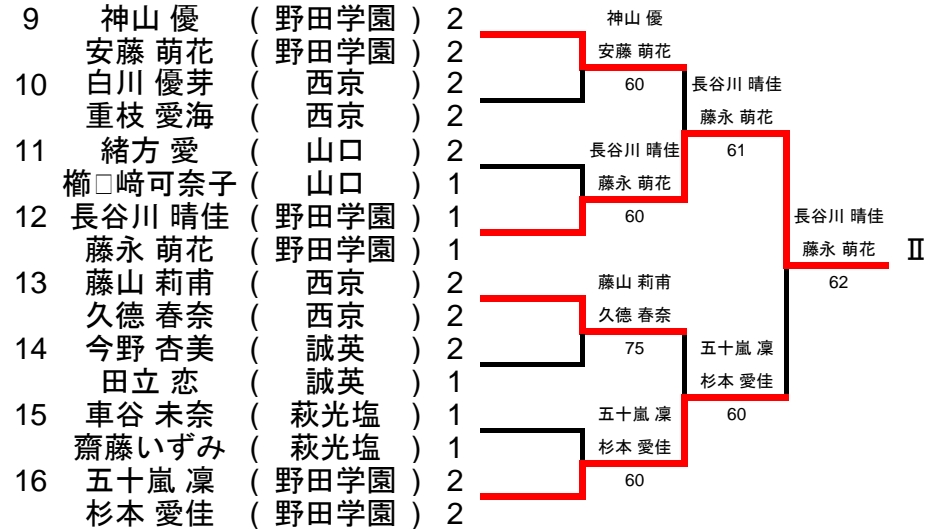 9 神山 優 ( 野田学園 ) 2
安藤 萌花 ( 野田学園 ) 2
10 白川 優芽 ( 西京 ) 2
重枝 愛海 ( 西京 ) 2
11 緒方 愛 ( 山口 ) 2
櫛□﨑可奈子 ( 山口 ) 1
12 長谷川 晴佳 ( 野田学園 ) 1
藤永 萌花 ( 野田学園 ) 1
13 藤山 莉甫 ( 西京 ) 2
久德 春奈 ( 西京 ) 2
14 今野 杏美 ( 誠英 ) 2
田立 恋 ( 誠英 ) 1
15 車谷 未奈 ( 萩光塩 ) 1
齋藤いずみ ( 萩光塩 ) 1
16 五十嵐 凜 ( 野田学園 ) 2
杉本 愛佳 ( 野田学園 ) 2
神山 優
安藤 萌花
60
長谷川 晴佳
藤永 萌花
60
藤山 莉甫
久德 春奈
75
五十嵐 凜
杉本 愛佳
60
長谷川 晴佳
藤永 萌花
61
五十嵐 凜
杉本 愛佳
60
長谷川 晴佳
藤永 萌花
62
Ⅱ